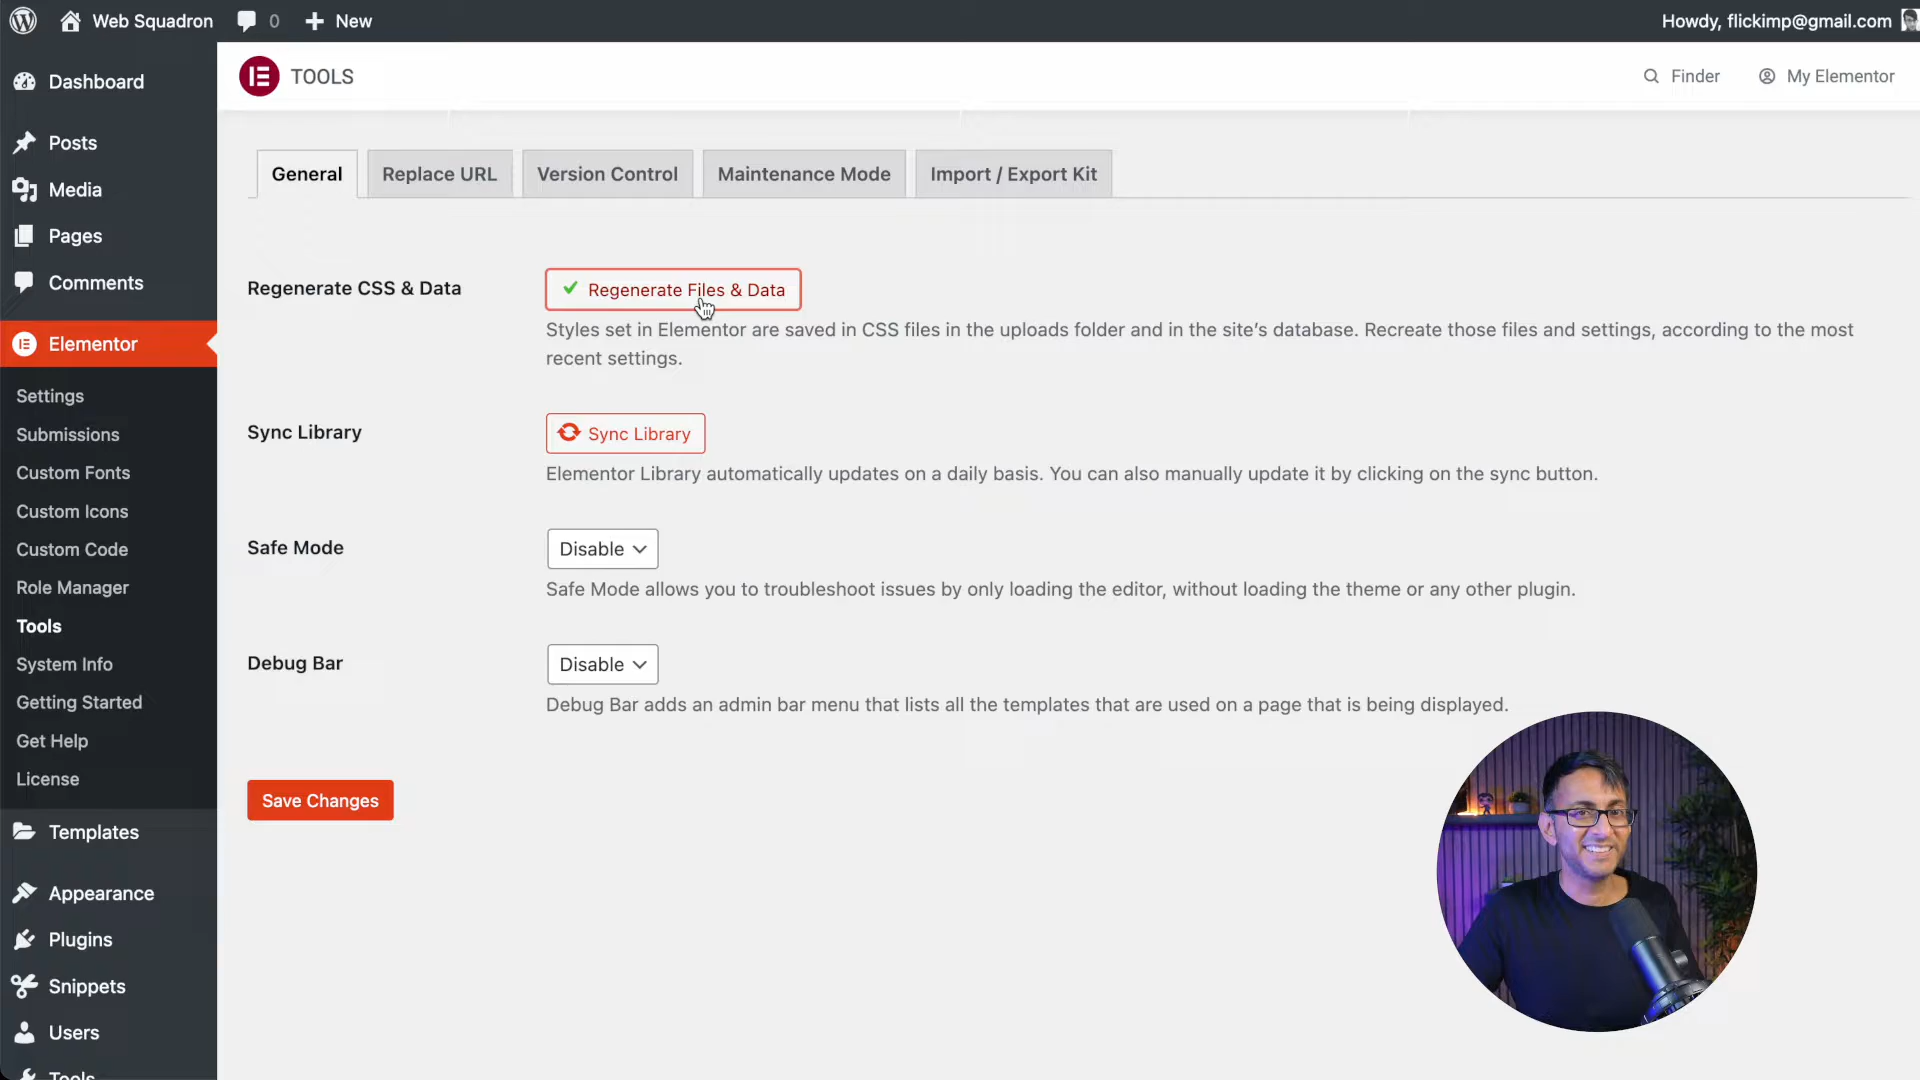 Web Squadron
0
New
Howdy, flickimp@gmail.com
Dashboard
Posts
Media
Pages
Comments
Elementor
Settings
Submissions
Custom Fonts
Custom Icons
Custom Code
Role Manager
Tools
System Info
Getting Started
Get Help
License
Templates
Appearance
Plugins
Snippets
Users
Tools
TOOLS
Finder
My Elementor
General
Replace URL
Version Control
Maintenance Mode
Import / Export Kit
Regenerate CSS & Data
Regenerate Files & Data
Styles set in Elementor are saved in CSS files in the uploads folder and in the site's database. Recreate those files and settings, according to the most
recent settings.
Sync Library
Sync Library
Elementor Library automatically updates on a daily basis. You can also manually update it by clicking on the sync button.
Safe Mode
Disable
Safe Mode allows you to troubleshoot issues by only loading the editor, without loading the theme or any other plugin.
Debug Bar
Disable
Debug Bar adds an admin bar menu that lists all the templates that are used on a page that is being displayed.
Save Changes